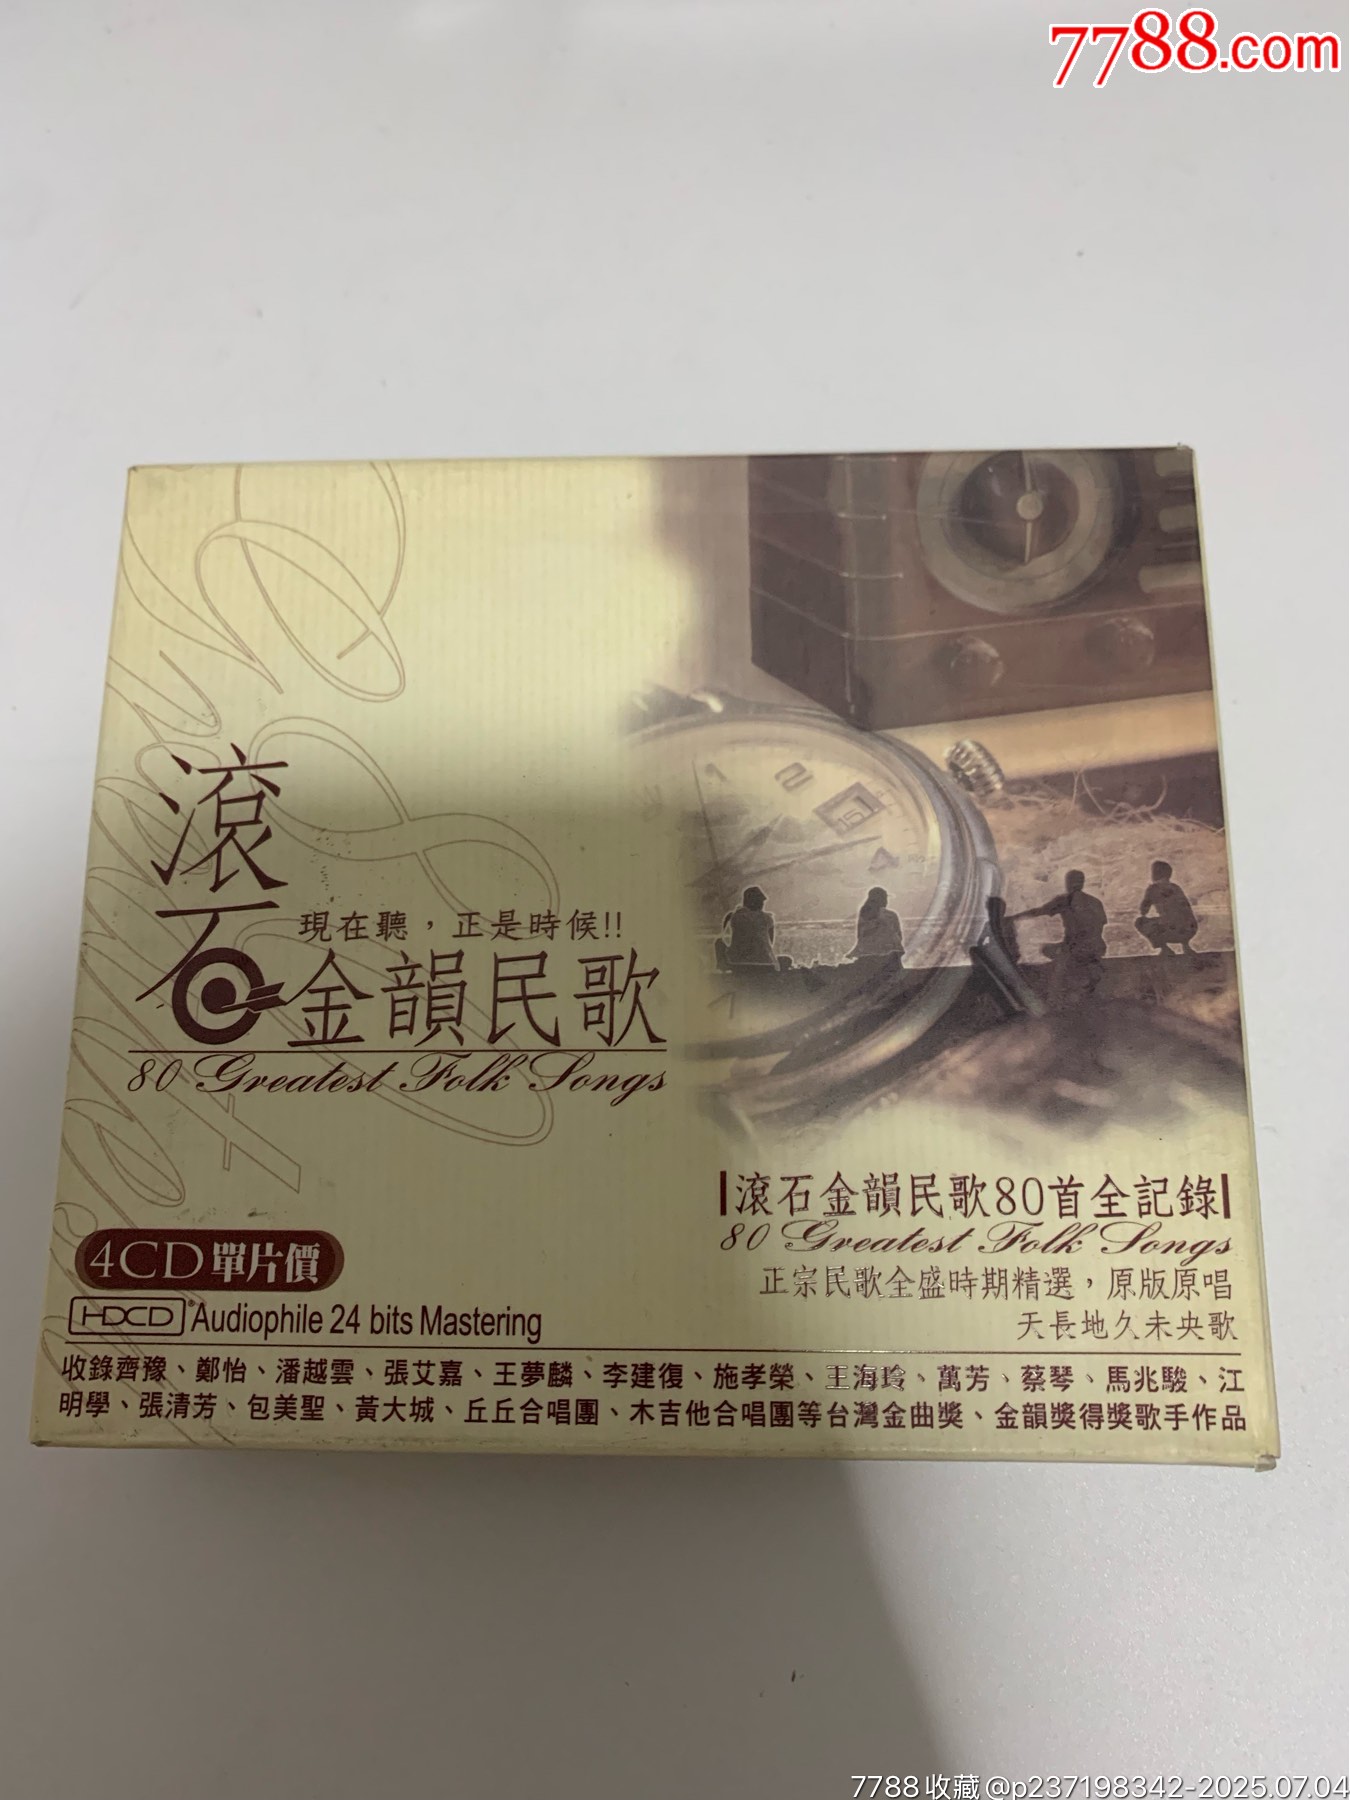 7788.com
滾石
現在聽，正是時候!!
金韻民歌
80 Greatest Folk Songs
滾石金韻民歌80首全記錄
80 Greatest Folk Songs
正宗民歌全盛時期精選，原版原唱
天長地久未央歌
4CD單片價
HDCD Audiophile 24 bits Mastering
收錄齊豫、鄭怡、潘越雲、張艾嘉、王夢麟、李建復、施孝榮、王海玲、萬芳、蔡琴、馬兆駿、江
明學、張清芳、包美聖、黃大城、丘丘合唱團、木吉他合唱團等台灣金曲獎、金韻獎得獎歌手作品
7788收藏@p237198342-2025.07.04